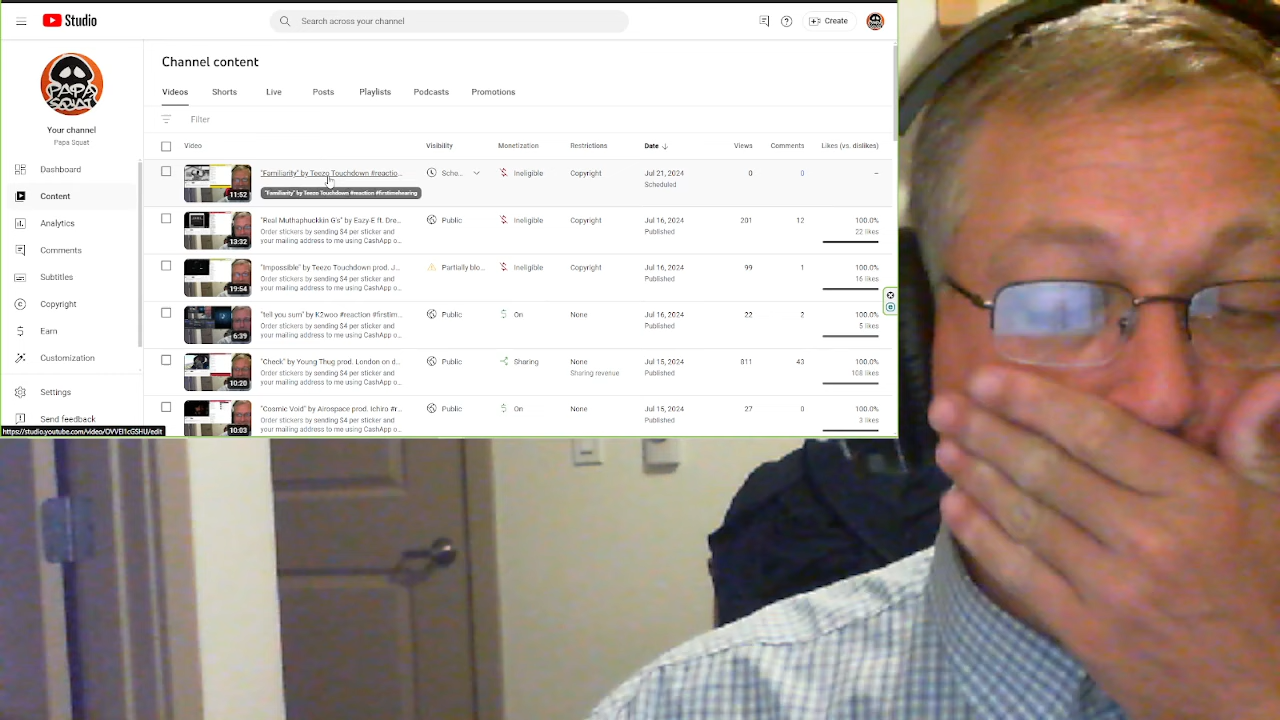 Studio
Search across your channel
Create
PAPA
SQUAT
Your channel
Papa Squat
Dashboard
Content
Analytics
Comments
Subtitles
Copyright
Earn
Customization
Settings
Send feedback
Channel content
Videos Shorts Live Posts Playlists Podcasts Promotions
Filter
Video Visibility Monetization Restrictions Date Views Comments Likes (vs. dislikes)
11:52 "Familiarity" by Teezo Touchdown #reactio... Sche... Ineligible Copyright Jul 21, 2024 0 0 –
Scheduled
"Familiarity" by Teezo Touchdown #reaction #firsttimehearing
13:32 "Real Muthaphuckkin G's" by Eazy E ft. Dre... Public Ineligible Copyright Jul 16, 2024 201 12 100.0%
Order stickers by sending $4 per sticker and Published 22 likes
your mailing address to me using CashApp o...
19:54 "Impossible" by Teezo Touchdown prod. J... Partially blo... Ineligible Copyright Jul 16, 2024 99 1 100.0%
Order stickers by sending $4 per sticker and Published 16 likes
your mailing address to me using CashApp o...
6:39 "tell you sum" by K2woo #reaction #firstim... Public On None Jul 16, 2024 22 2 100.0%
Order stickers by sending $4 per sticker and Published 5 likes
your mailing address to me using CashApp o...
10:20 "Check" by Young Thug prod. London on d... Public Sharing None Jul 15, 2024 811 43 100.0%
Order stickers by sending $4 per sticker and Sharing revenue Published 108 likes
your mailing address to me using CashApp o...
10:03 "Cosmic Void" by Airospace prod. Ichiro #r... Public On None Jul 15, 2024 27 0 100.0%
Order stickers by sending $4 per sticker and Published 3 likes
your mailing address to me using CashApp o...